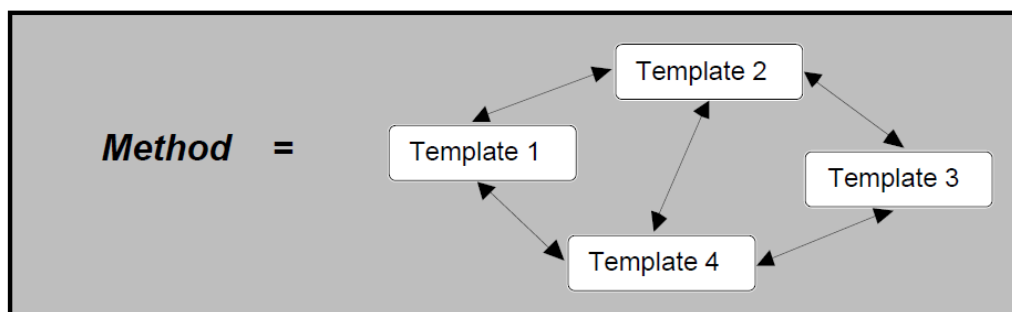 Template 2
Method =
Template 1
Template 3
Template 4